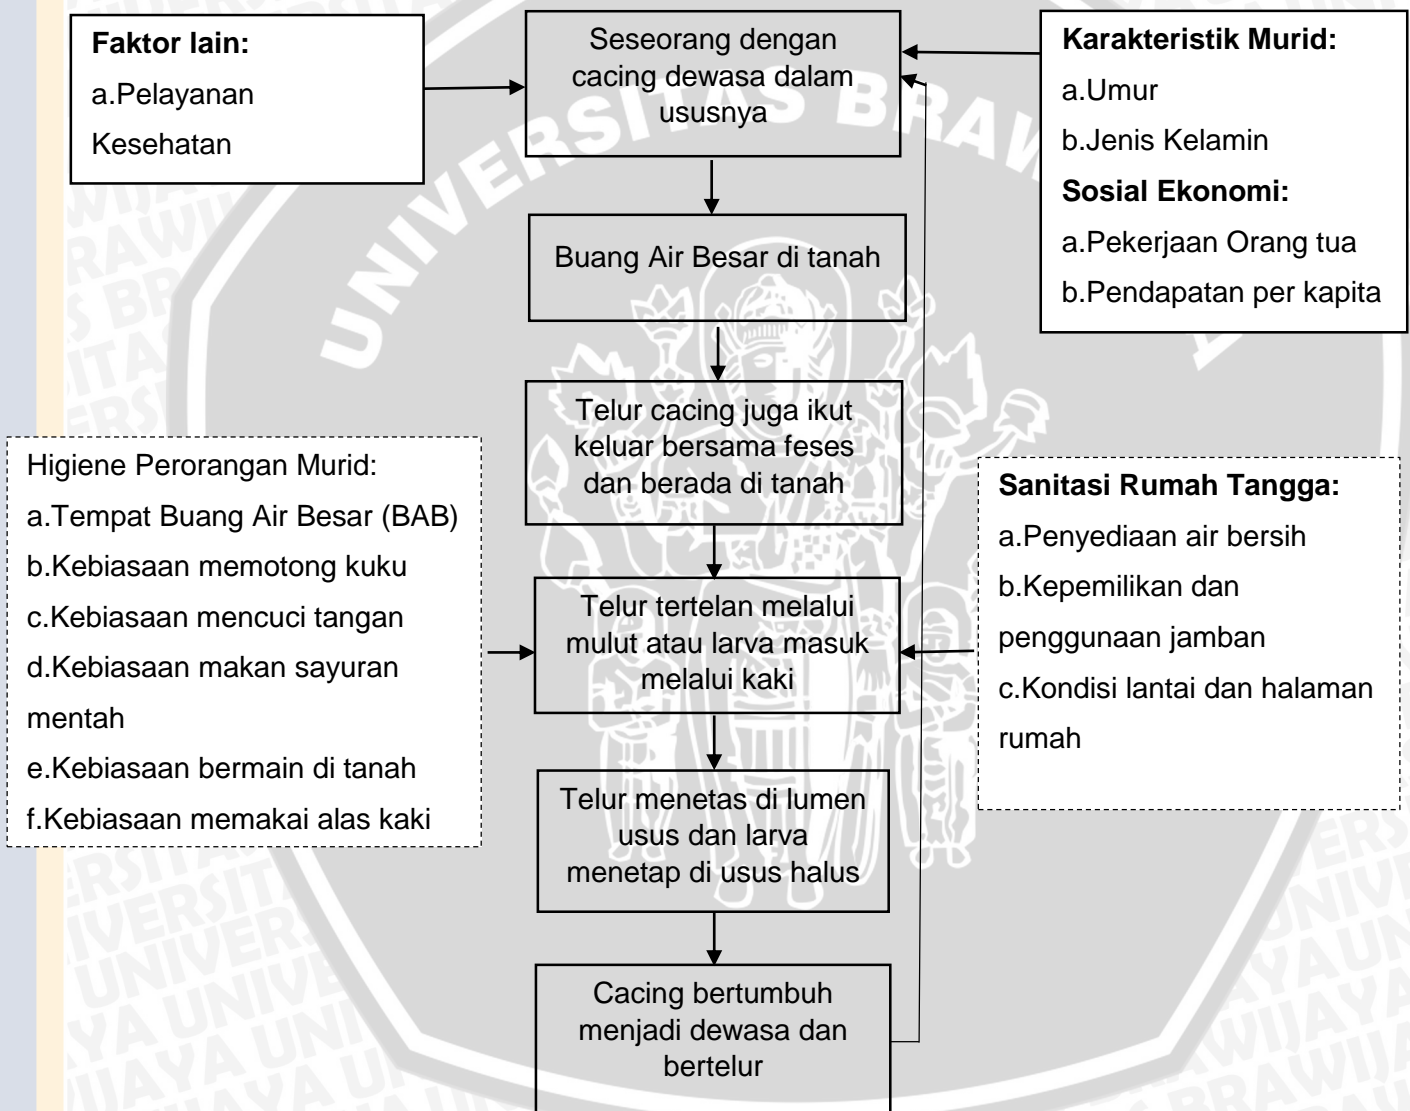 Faktor lain:
a.Pelayanan
Kesehatan
Seseorang dengan
cacing dewasa dalam
ususnya
Karakteristik Murid:
a.Umur
b.Jenis Kelamin
Sosial Ekonomi:
a.Pekerjaan Orang tua
b.Pendapatan per kapita
UNIVERSITAS BRAW
Buang Air Besar di tanah
Telur cacing juga ikut
keluar bersama feses
dan berada di tanah
Higiene Perorangan Murid:
a.Tempat Buang Air Besar (BAB)
b.Kebiasaan memotong kuku
c.Kebiasaan mencuci tangan
d.Kebiasaan makan sayuran
mentah
e.Kebiasaan bermain di tanah
f.Kebiasaan memakai alas kaki
Telur tertelan melalui
mulut atau larva masuk
melalui kaki
Sanitasi Rumah Tangga:
a.Penyediaan air bersih
b.Kepemilikan dan
penggunaan jamban
c.Kondisi lantai dan halaman
rumah
Telur menetas di lumen
usus dan larva
menetap di usus halus
Cacing bertumbuh
menjadi dewasa dan
bertelur